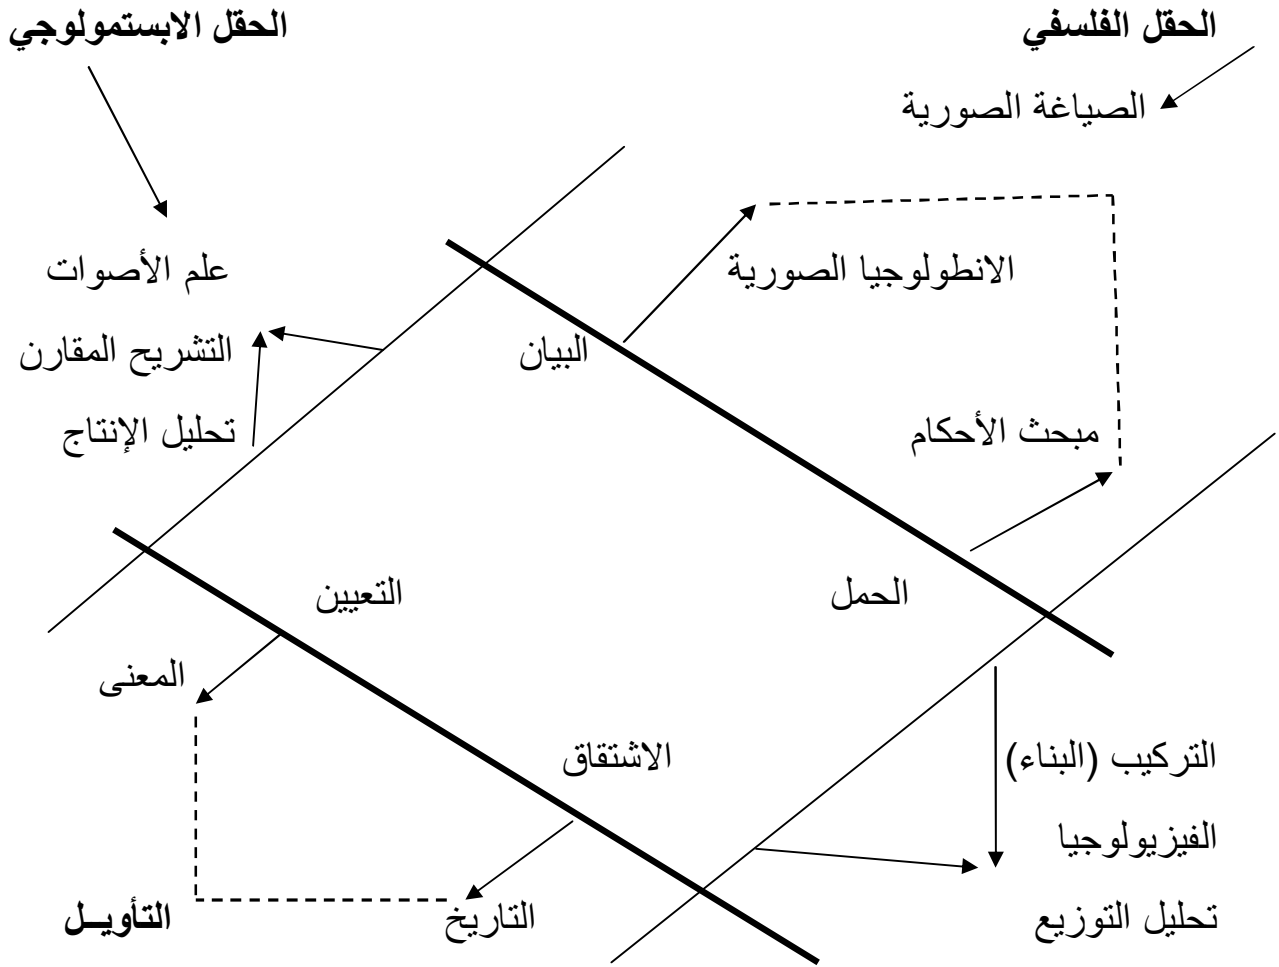 الحقل الفلسفي
الحقل الابستمولوجي
الصياغة الصورية
الانطولوجيا الصورية
علم الأصوات
البيان
التشريح المقارن
مبحث الأحكام
تحليل الإنتاج
الحمل
التعيين
المعنى
الاشتقاق
التركيب (البناء)
الفيزيولوجيا
تحليل التوزيع
التاريخ
التأويــل